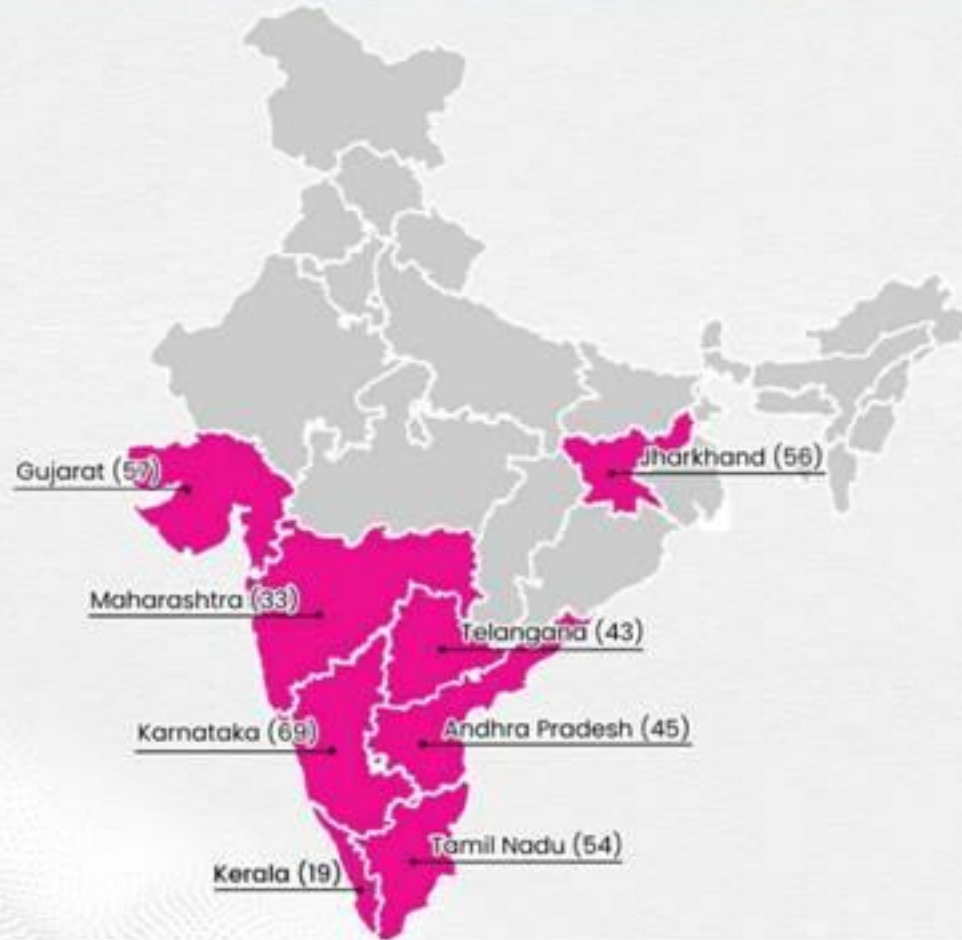 Gujarat (57)
Jharkhand (56)
Maharashtra (33)
Telangana (43)
Karnataka (69)
Andhra Pradesh (45)
Tamil Nadu (54)
Kerala (19)